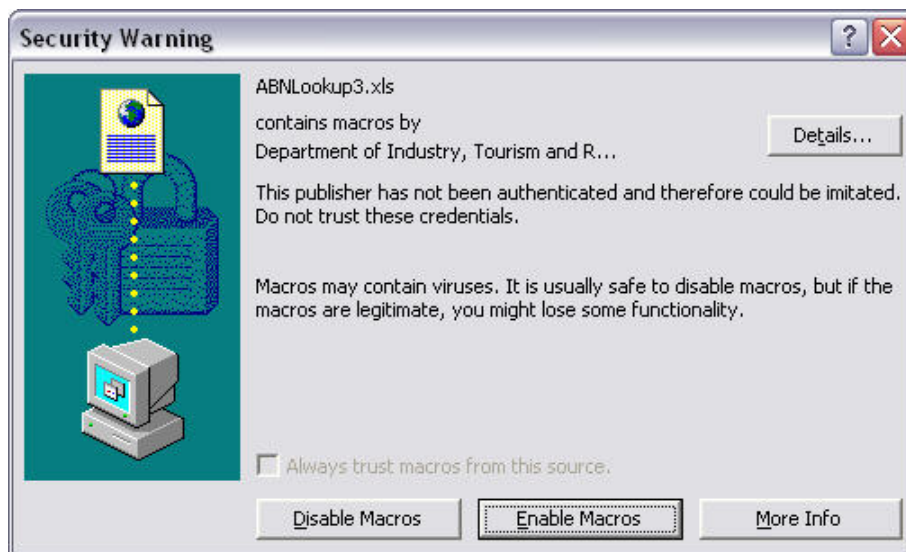 Security Warning
ABNLookup3.xls
contains macros by
Department of Industry, Tourism and R...
Details...
This publisher has not been authenticated and therefore could be imitated.
Do not trust these credentials.
Macros may contain viruses. It is usually safe to disable macros, but if the
macros are legitimate, you might lose some functionality.
Always trust macros from this source.
Disable Macros
Enable Macros
More Info